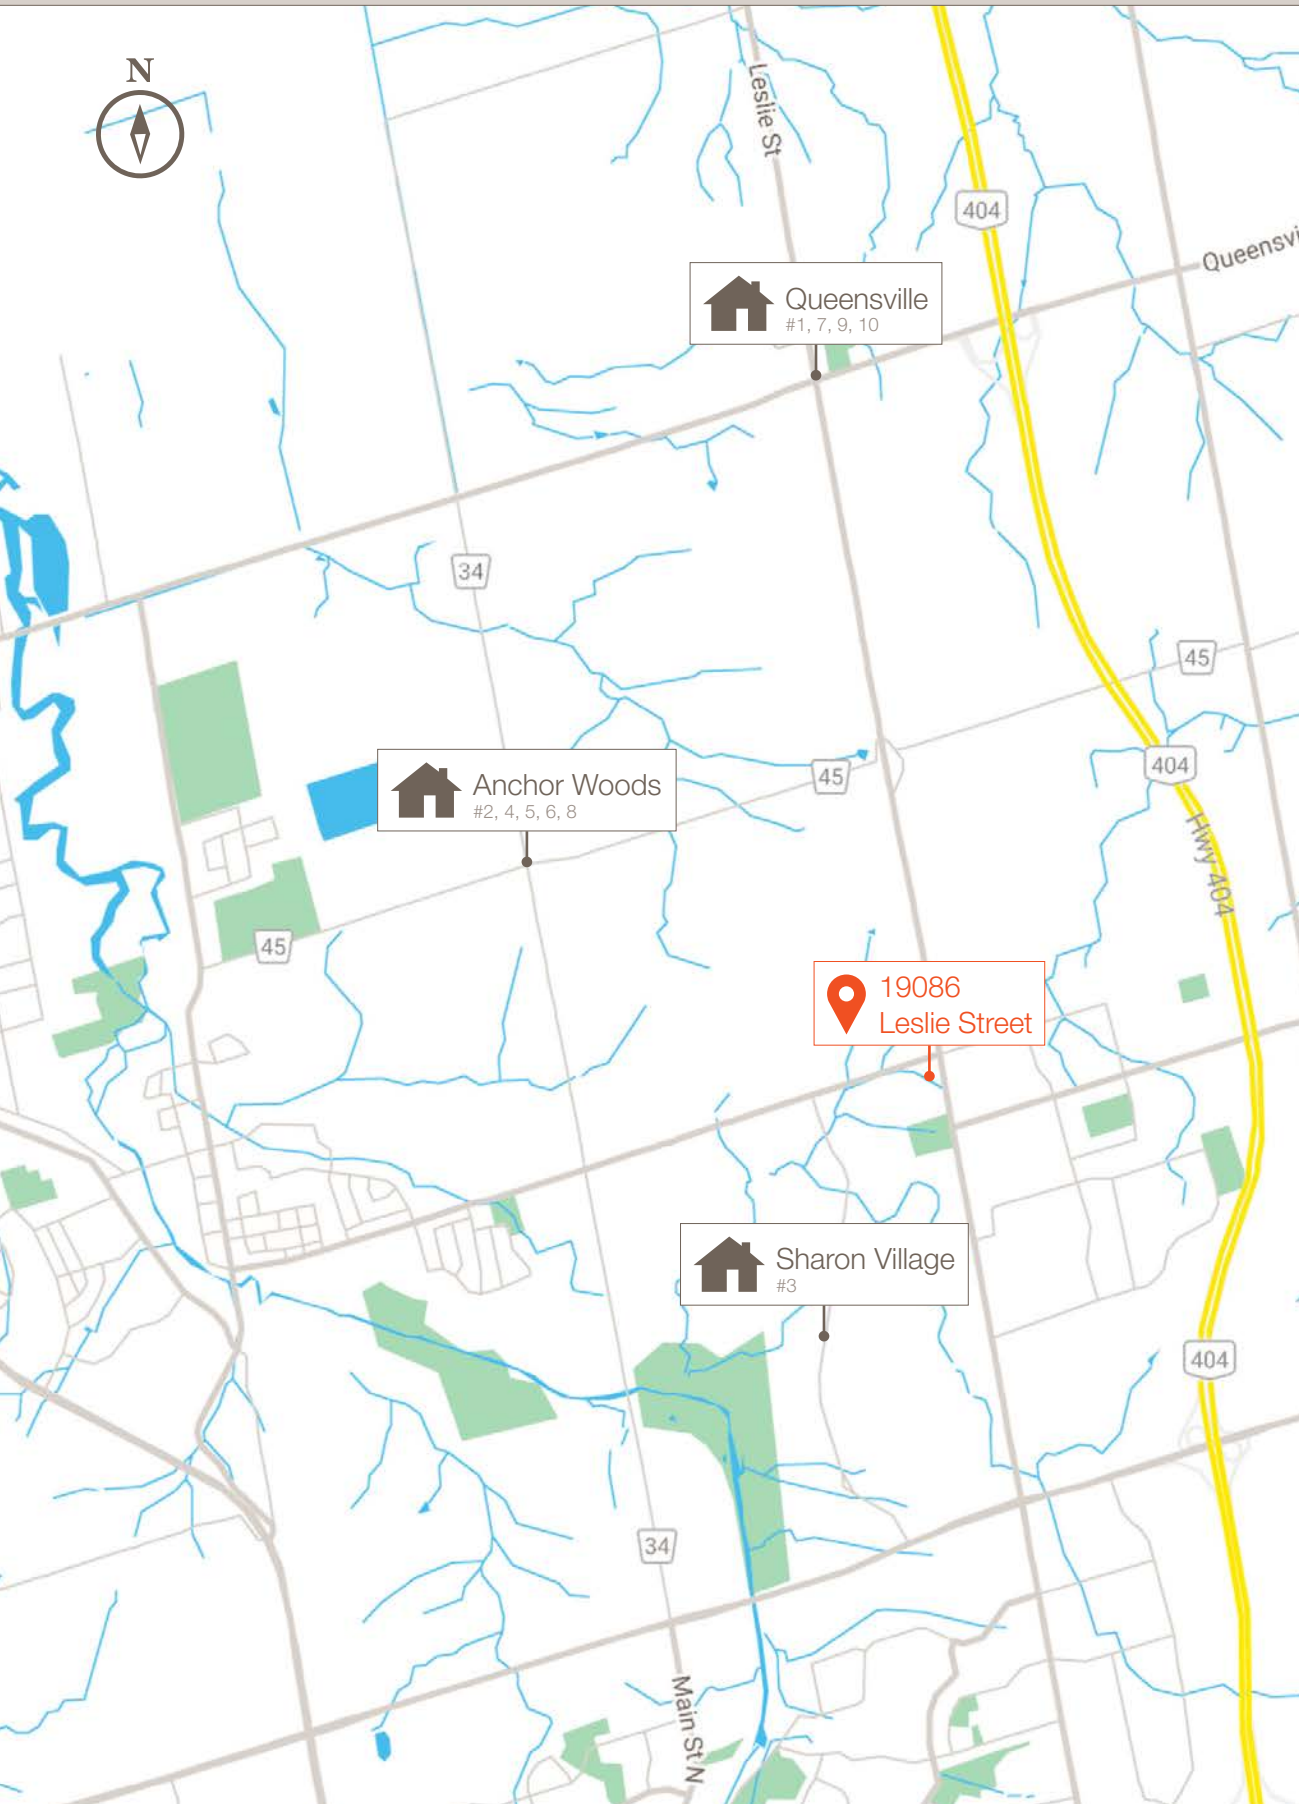 N
Leslie St
404
Queensvi
Queensville
#1, 7, 9, 10
34
45
Anchor Woods
#2, 4, 5, 6, 8
45
404
Hwy 404
45
19086
Leslie Street
Sharon Village
#3
404
34
Main St N